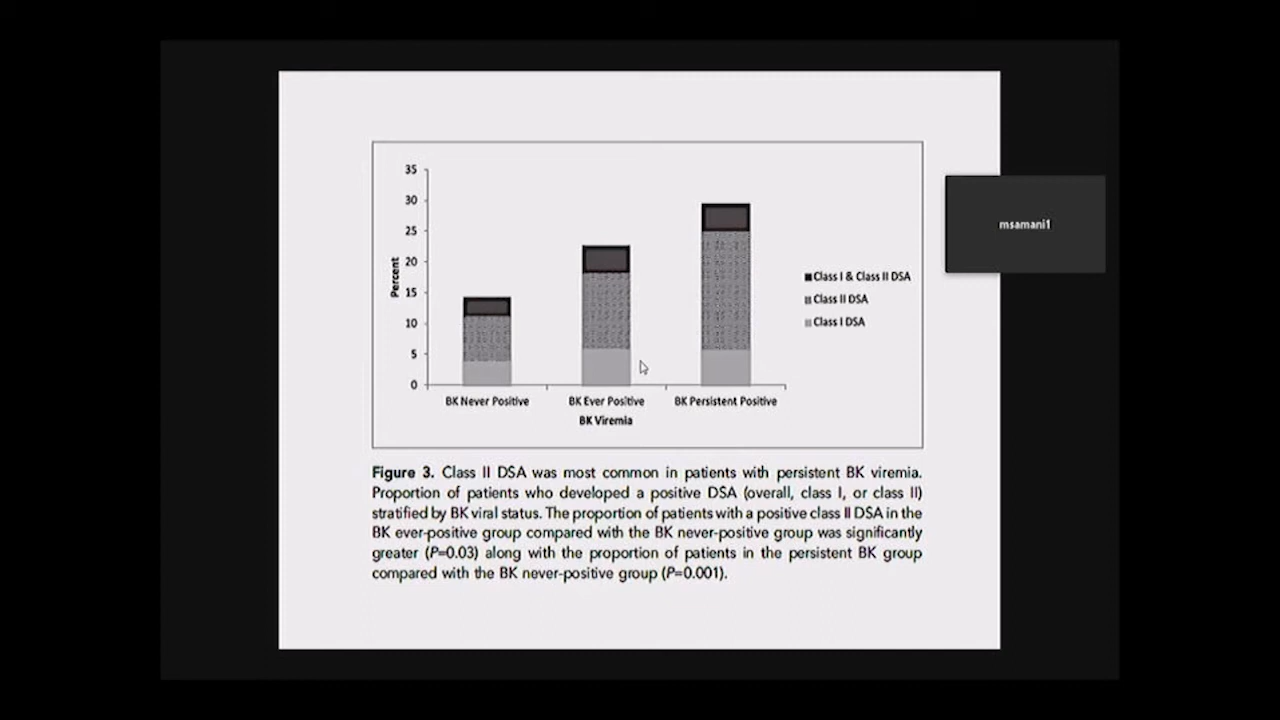 35
30
25
20
15
10
5
0
Percent
BK Never Positive
BK Ever Positive
BK Persistent Positive
BK Viremia
Class I & Class II DSA
Class II DSA
Class I DSA
msamani1
Figure 3. Class II DSA was most common in patients with persistent BK viremia.
Proportion of patients who developed a positive DSA (overall, class I, or class II)
stratified by BK viral status. The proportion of patients with a positive class II DSA in the
BK ever-positive group compared with the BK never-positive group was significantly
greater (P=0.03) along with the proportion of patients in the persistent BK group
compared with the BK never-positive group (P=0.001).